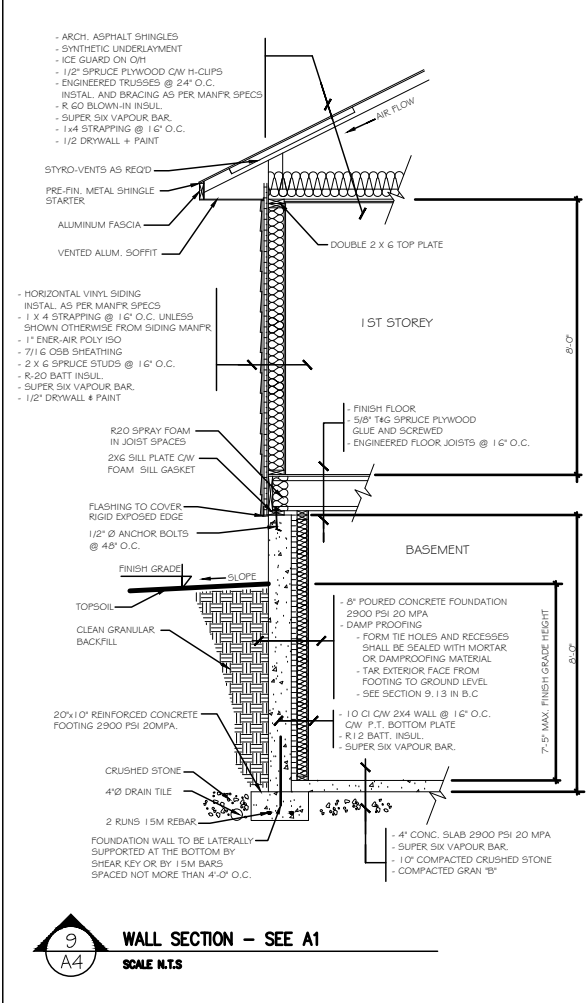 - ARCH. ASPHALT SHINGLES
- SYNTHETIC UNDERLAYMENT
- ICE GUARD ON O/H
- 1/2" SPRUCE PLYWOOD C/W H-CLIPS
- ENGINEERED TRUSSES @ 24" O.C.
INSTAL. AND BRACING AS PER MANF'R SPECS
- R 60 BLOWN-IN INSUL.
- SUPER SIX VAPOUR BAR.
- 1x4 STRAPPING @ 16" O.C.
- 1/2 DRYWALL + PAINT
AIR FLOW
STYRO-VENTS AS REQ'D
PRE-FIN. METAL SHINGLE
STARTER
ALUMINUM FASCIA
VENTED ALUM. SOFFIT
DOUBLE 2 X 6 TOP PLATE
- HORIZONTAL VINYL SIDING
INSTAL. AS PER MANF'R SPECS
- 1 X 4 STRAPPING @ 16" O.C. UNLESS
SHOWN OTHERWISE FROM SIDING MANF'R
- 1" ENER-AIR POLY ISO
- 7/16 OSB SHEATHING
- 2 X 6 SPRUCE STUDS @ 16" O.C.
- R-20 BATT INSUL.
- SUPER SIX VAPOUR BAR.
- 1/2" DRYWALL & PAINT
1ST STOREY
8'-0"
R20 SPRAY FOAM
IN JOIST SPACES
2X6 SILL PLATE C/W
FOAM SILL GASKET
- FINISH FLOOR
- 5/8" T&G SPRUCE PLYWOOD
GLUE AND SCREWED
- ENGINEERED FLOOR JOISTS @ 16" O.C.
FLASHING TO COVER
RIGID EXPOSED EDGE
1/2" Ø ANCHOR BOLTS
@ 48" O.C.
BASEMENT
FINISH GRADE
SLOPE
TOPSOIL
CLEAN GRANULAR
BACKFILL
- 8" POURED CONCRETE FOUNDATION
2900 PSI 20 MPA
- DAMP PROOFING
- FORM TIE HOLES AND RECESSES
SHALL BE SEALED WITH MORTAR
OR DAMPROOFING MATERIAL
- TAR EXTERIOR FACE FROM
FOOTING TO GROUND LEVEL
- SEE SECTION 9.13 IN B.C
7'-5" MAX. FINISH GRADE HEIGHT
8'-0"
20"x10" REINFORCED CONCRETE
FOOTING 2900 PSI 20MPA.
- 10 CI C/W 2X4 WALL @ 16" O.C.
C/W P.T. BOTTOM PLATE
- R12 BATT. INSUL.
- SUPER SIX VAPOUR BAR.
CRUSHED STONE
4"Ø DRAIN TILE
2 RUNS 15M REBAR
FOUNDATION WALL TO BE LATERALLY
SUPPORTED AT THE BOTTOM BY
SHEAR KEY OR BY 15M BARS
SPACED NOT MORE THAN 4'-0" O.C.
- 4" CONC. SLAB 2900 PSI 20 MPA
- SUPER SIX VAPOUR BAR.
- 10" COMPACTED CRUSHED STONE
- COMPACTED GRAN "B"
9
A4
WALL SECTION - SEE A1
SCALE N.T.S